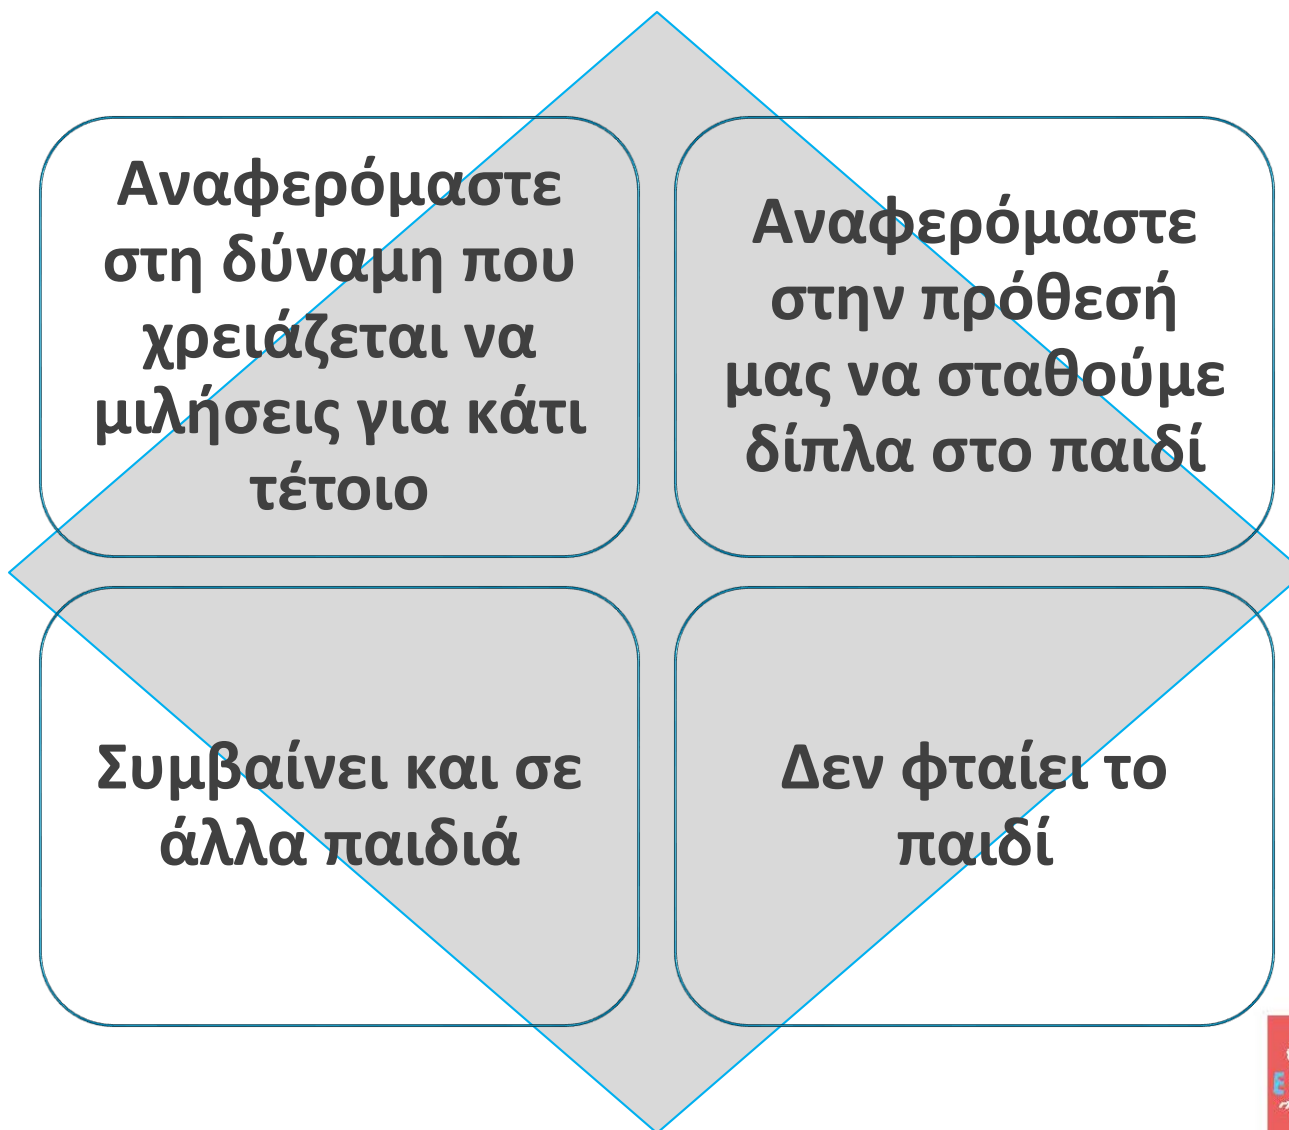 Αναφερόμαστε
στη δύναμη που
χρειάζεται να
μιλήσεις για κάτι
τέτοιο
Αναφερόμαστε
στην πρόθεσή
μας να σταθούμε
δίπλα στο παιδί
Συμβαίνει και σε
άλλα παιδιά
Δεν φταίει το
παιδί